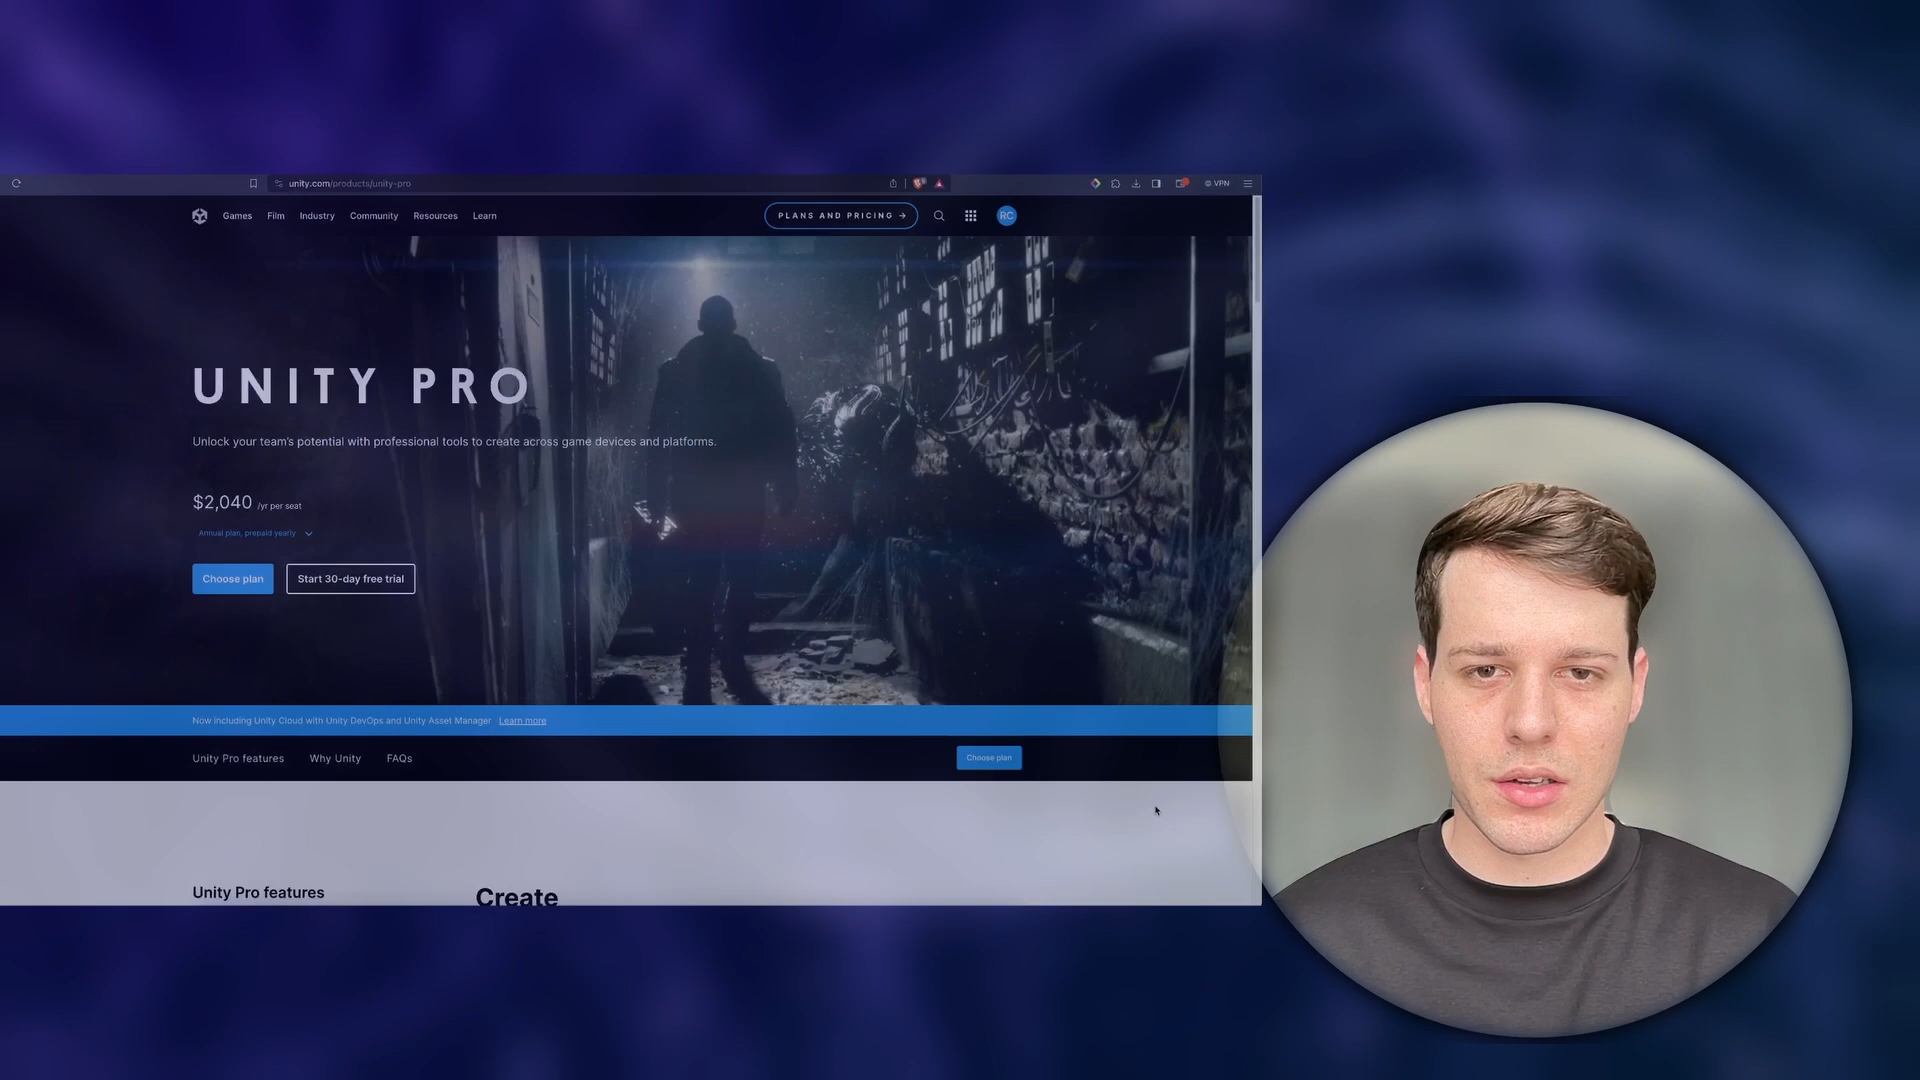 unity.com/products/unity-pro
VPN
Games
Film
Industry
Community
Resources
Learn
PLANS AND PRICING →
RC
UNITY PRO
Unlock your team's potential with professional tools to create across game devices and platforms.
$2,040 /yr per seat
Annual plan, prepaid yearly
Choose plan
Start 30-day free trial
Now including Unity Cloud with Unity DevOps and Unity Asset Manager Learn more
Unity Pro features
Why Unity
FAQs
Choose plan
Unity Pro features
Create